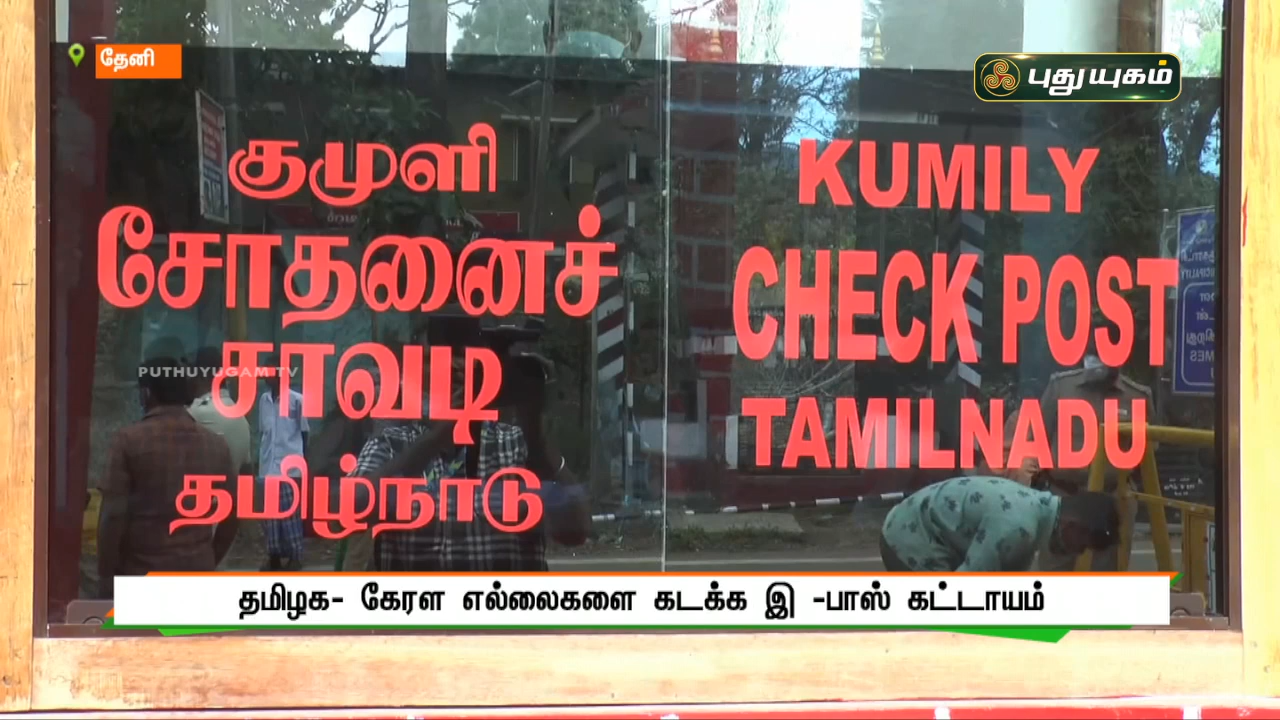 தேனி
புதுயுகம்
குமுளி
சோதனைச்
சாவடி
தமிழ்நாடு
KUMILY
CHECK POST
TAMILNADU
PUTHUYUGAM TV
தமிழக- கேரள எல்லைகளை கடக்க இ -பாஸ் கட்டாயம்